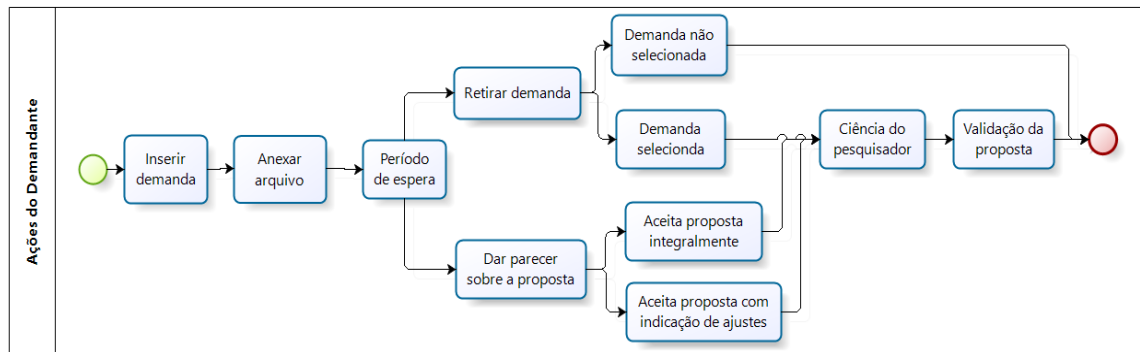 Ações do Demandante
Inserir
demanda
Anexar
arquivo
Período
de espera
Retirar demanda
Demanda não
selecionada
Demanda
selecionda
Dar parecer
sobre a proposta
Aceita proposta
integralmente
Aceita proposta com
indicação de ajustes
Ciência do
pesquisador
Validação da
proposta